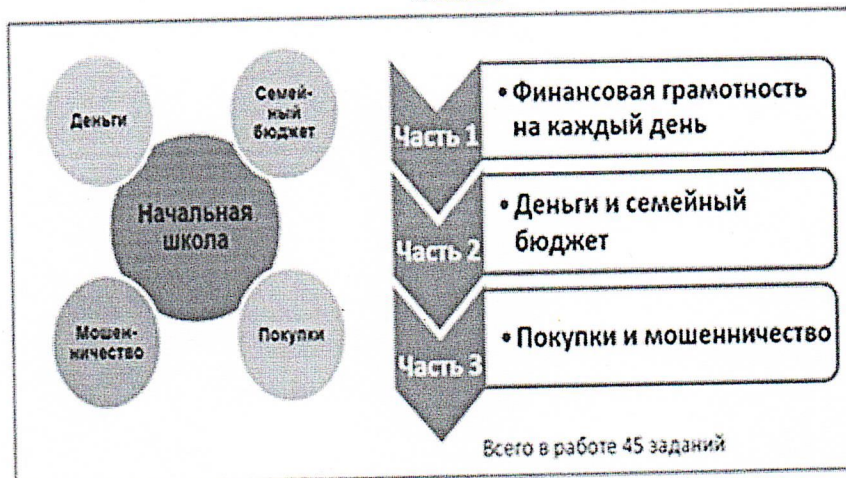 Деньги
Семей-
ный
бюджет
Начальная
школа
Мошен-
ничество
Покупки
Часть 1
• Финансовая грамотность
на каждый день
Часть 2
• Деньги и семейный
бюджет
Часть 3
• Покупки и мошенничество
Всего в работе 45 заданий